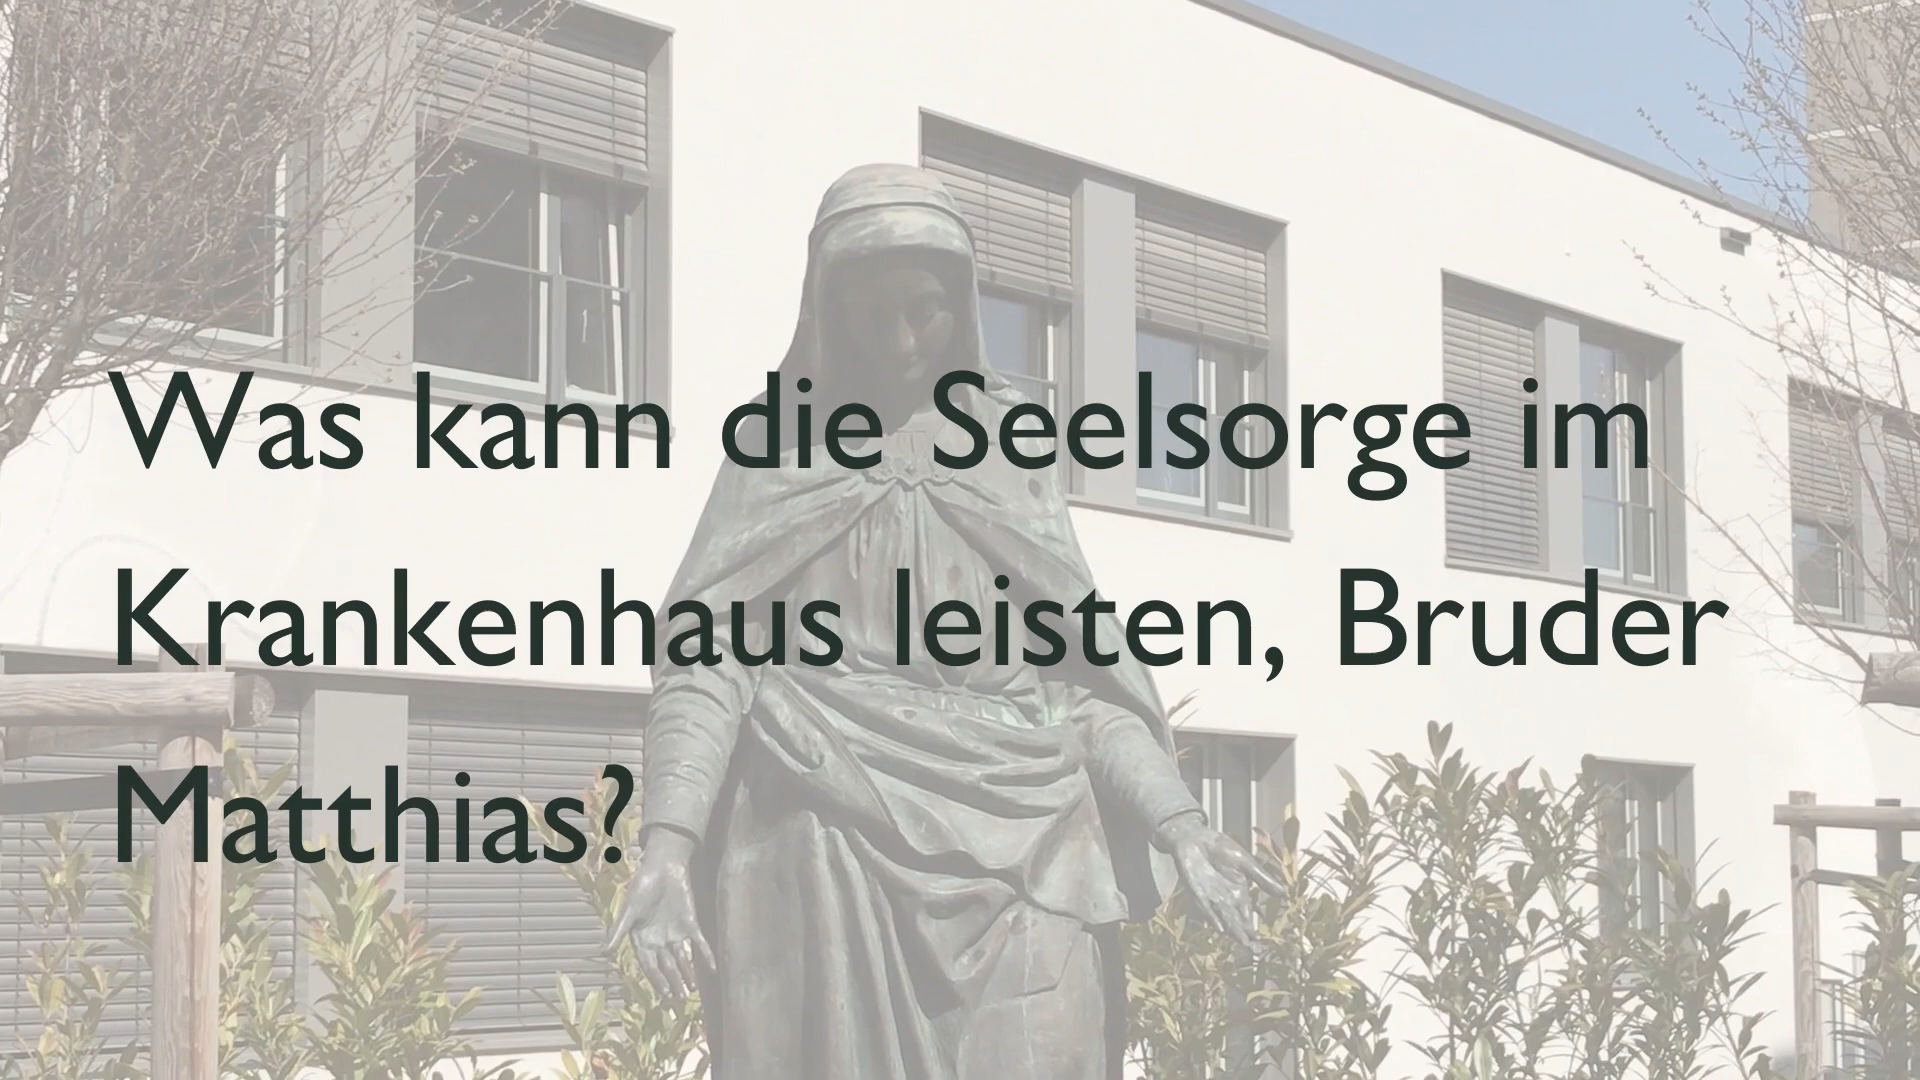 Was kann die Seelsorge im
Krankenhaus leisten, Bruder
Matthias?